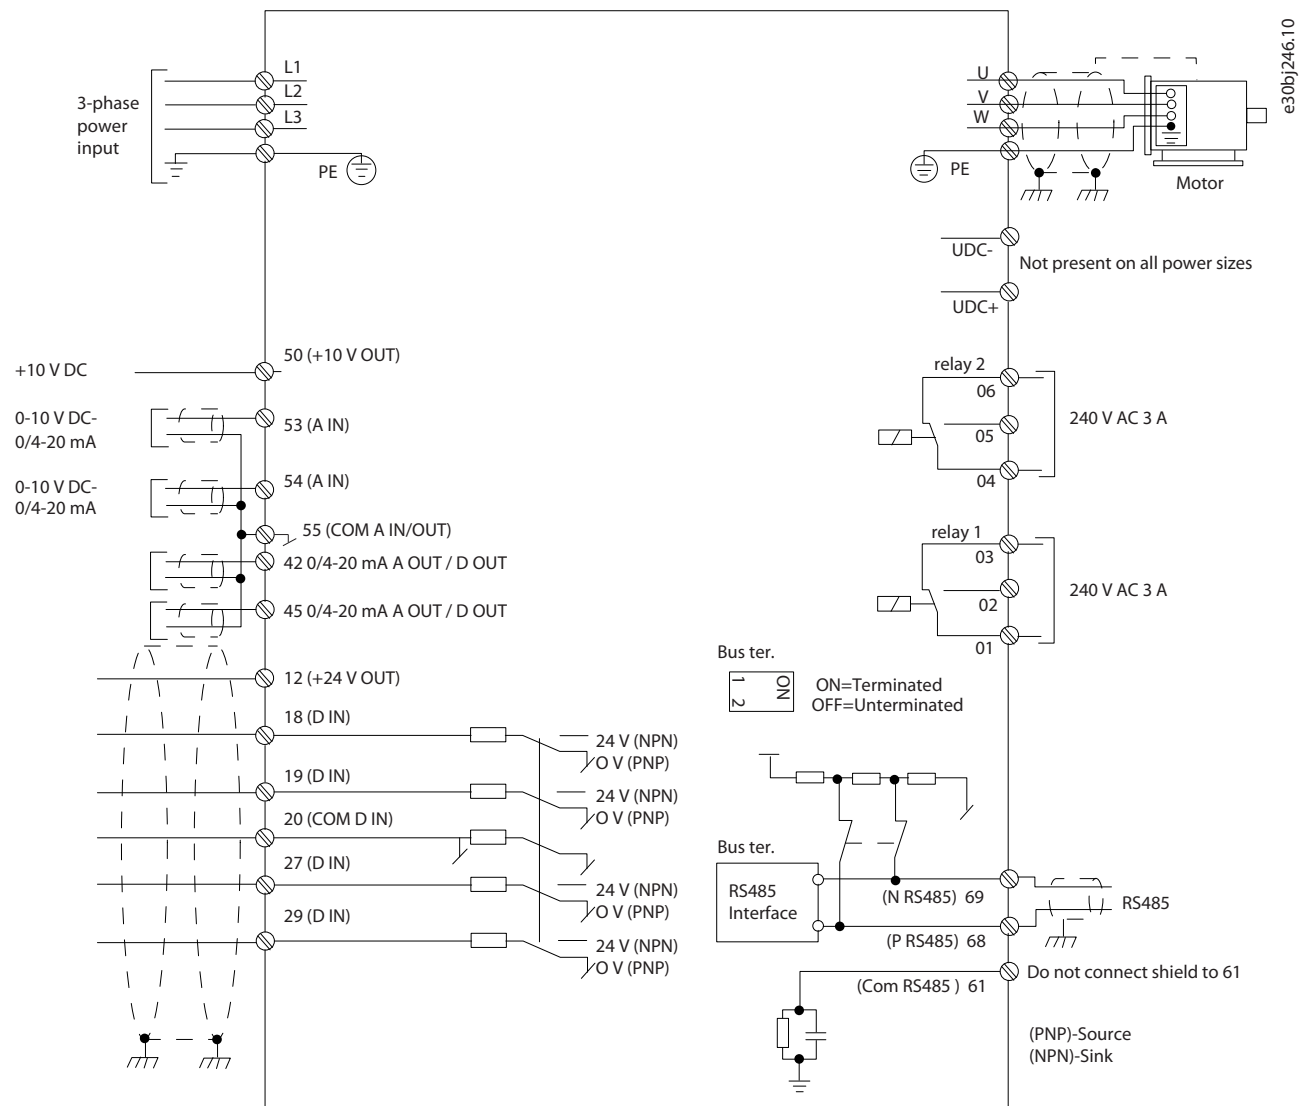 e30bj246.10
L1
L2
L3
3-phase
power
input
PE
U
V
W
PE
Motor
UDC-
Not present on all power sizes
UDC+
+10 V DC
50 (+10 V OUT)
0-10 V DC-
0/4-20 mA
53 (A IN)
0-10 V DC-
0/4-20 mA
54 (A IN)
55 (COM A IN/OUT)
42 0/4-20 mA A OUT / D OUT
45 0/4-20 mA A OUT / D OUT
12 (+24 V OUT)
18 (D IN)
24 V (NPN)
O V (PNP)
19 (D IN)
24 V (NPN)
O V (PNP)
20 (COM D IN)
27 (D IN)
24 V (NPN)
O V (PNP)
29 (D IN)
24 V (NPN)
O V (PNP)
relay 2
06
05
04
240 V AC 3 A
relay 1
03
02
01
240 V AC 3 A
Bus ter.
1
2
ON
ON=Terminated
OFF=Unterminated
Bus ter.
RS485
Interface
(N RS485) 69
(P RS485) 68
RS485
(Com RS485 ) 61
Do not connect shield to 61
(PNP)-Source
(NPN)-Sink